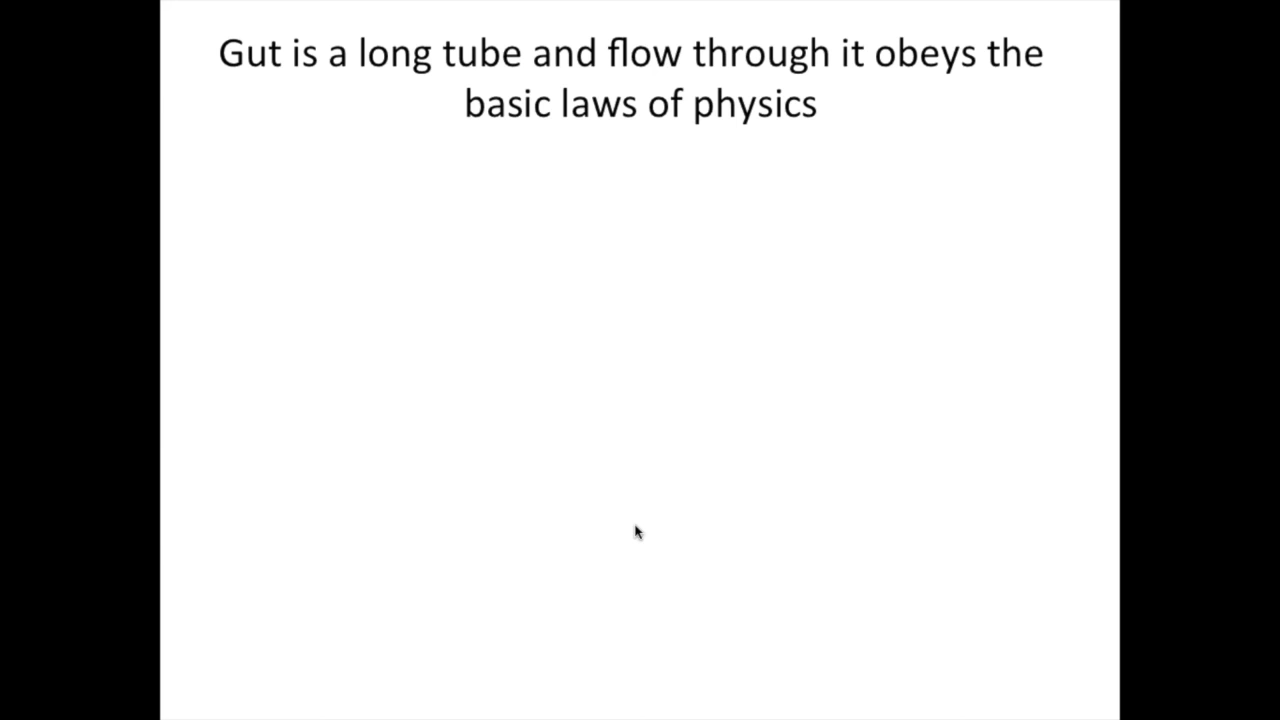 Gut is a long tube and flow through it obeys the
basic laws of physics